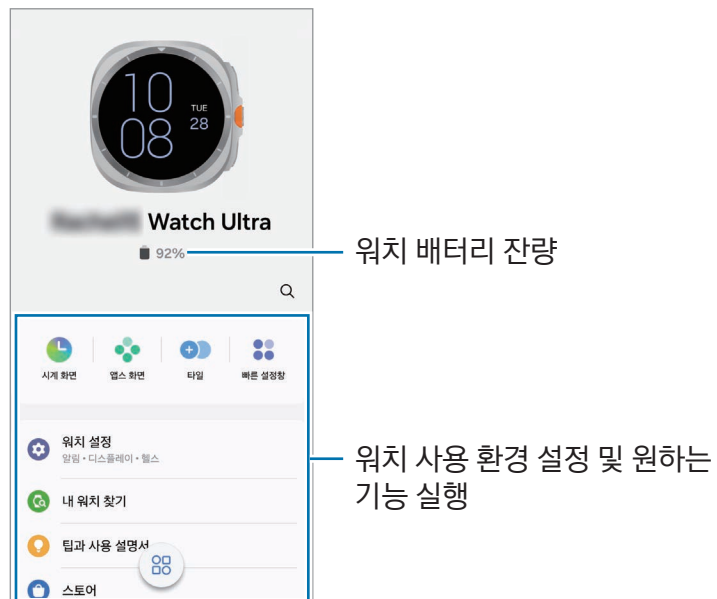 10
08
TUE
28
Watch Ultra
92%
워치 배터리 잔량
시계 화면
앱스 화면
타일
빠른 설정창
워치 설정
알림 • 디스플레이 • 헬스
워치 사용 환경 설정 및 원하는
기능 실행
내 워치 찾기
팁과 사용 설명서
스토어